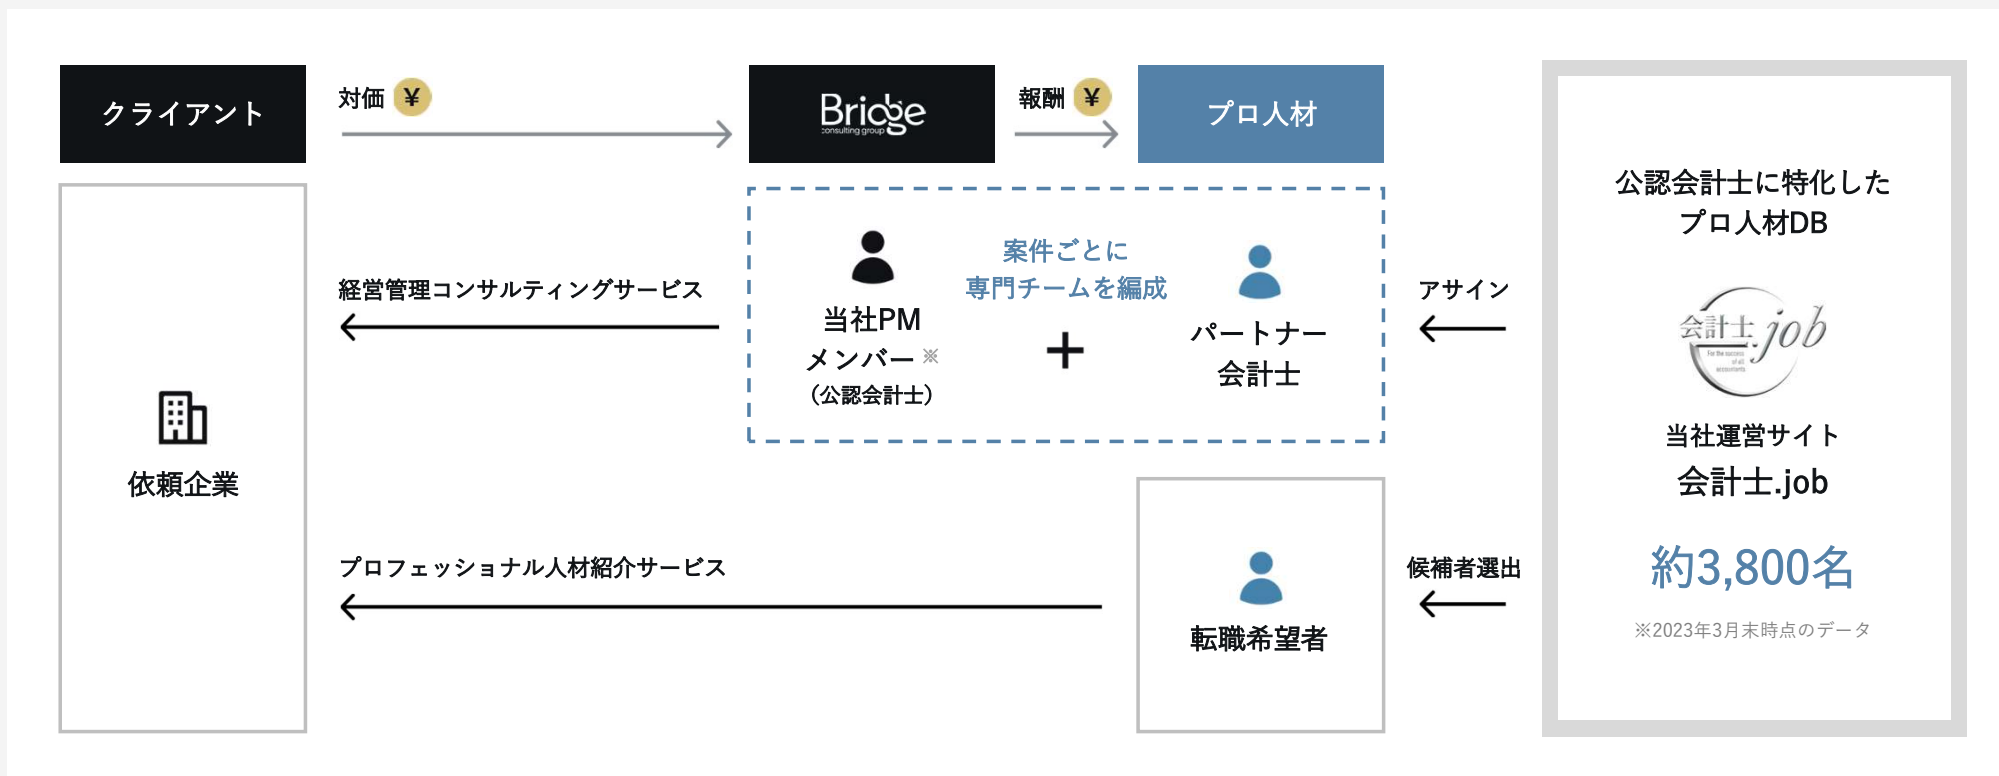 クライアント
対価 ¥
Bridge
consulting group
報酬 ¥
プロ人材
依頼企業
経営管理コンサルティングサービス
当社PM
メンバー※
（公認会計士）
案件ごとに
専門チームを編成
+
パートナー
会計士
アサイン
プロフェッショナル人材紹介サービス
転職希望者
候補者選出
公認会計士に特化した
プロ人材DB
会計士.job
For the success
of all
accountants
当社運営サイト
会計士.job
約3,800名
※2023年3月末時点のデータ